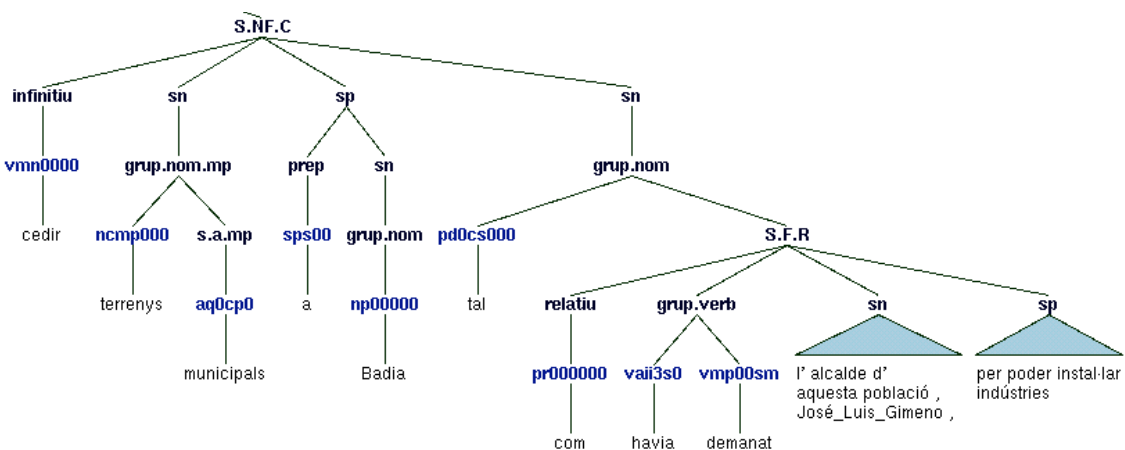 S.NF.C
infinitiu sn sp sn
vmn0000 grup.nom.mp prep sn grup.nom
cedir ncmp000 s.a.mp sps00 grup.nom pd0cs000 S.F.R
terrenys aq0cp0 a np00000 tal relatiu grup.verb sn sp
municipals Badia pr000000 vaii3s0 vmp00sm l' alcalde d' per poder instal·lar
aquesta població , indústries
José_Luis_Gimeno ,
com havia demanat